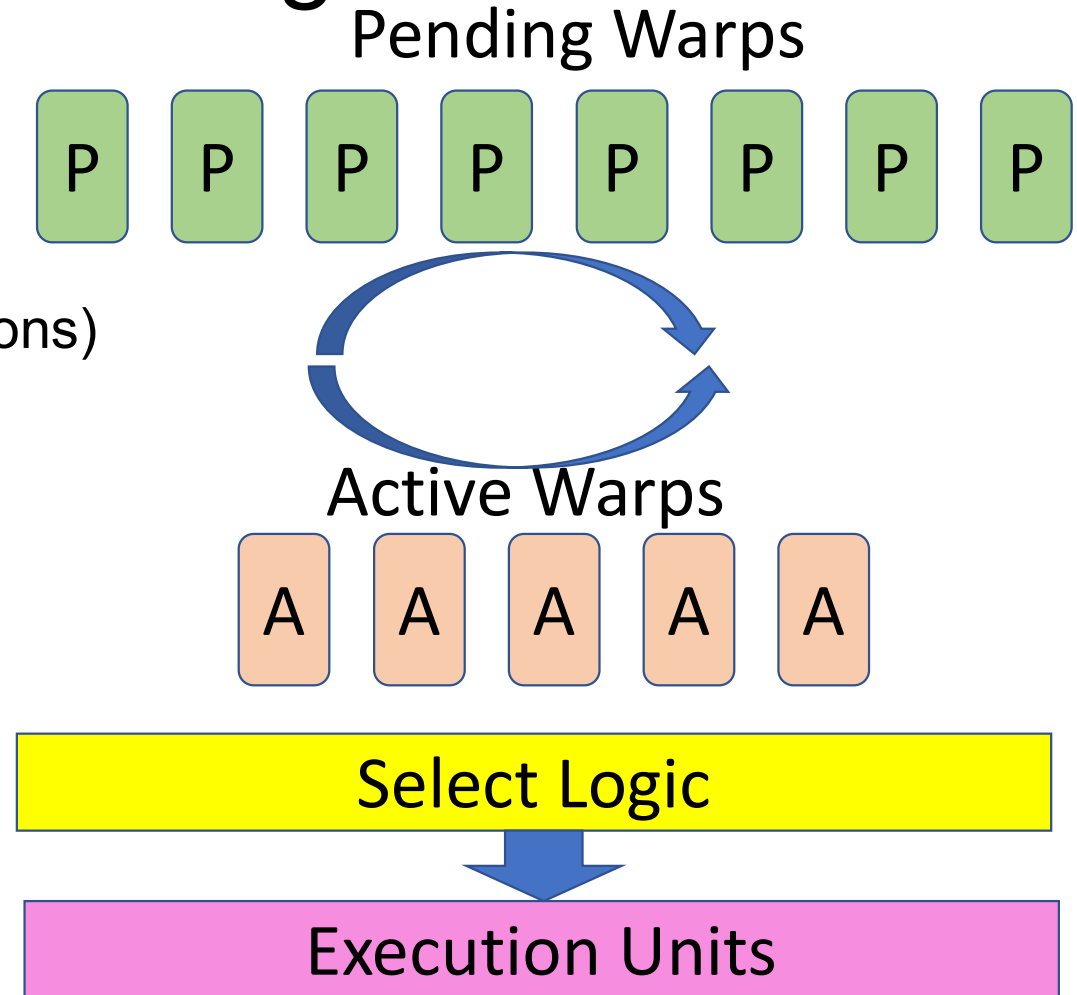 Pending Warps
P P P P P P P P
ons)
Active Warps
A A A A A
Select Logic
Execution Units